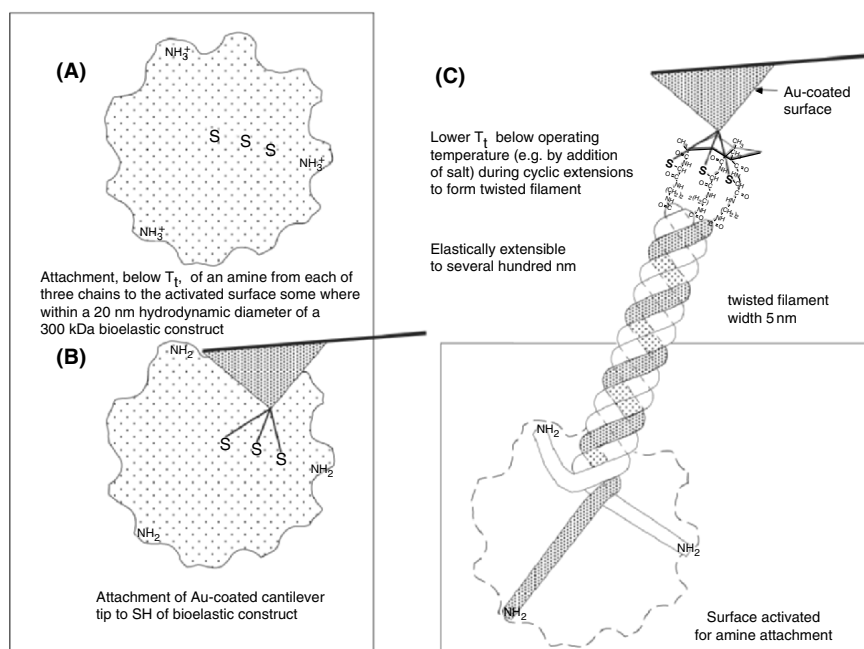 (A)
NH3+
S
S
S
NH3+
NH3+
Attachment, below Tt, of an amine from each of
three chains to the activated surface some where
within a 20 nm hydrodynamic diameter of a
300 kDa bioelastic construct
(B)
NH2
S
S
S
NH2
NH2
Attachment of Au-coated cantilever
tip to SH of bioelastic construct
(C)
Au-coated
surface
Lower Tt below operating
temperature (e.g. by addition
of salt) during cyclic extensions
to form twisted filament
S
S
S
Elastically extensible
to several hundred nm
twisted filament
width 5 nm
NH2
NH2
NH2
Surface activated
for amine attachment